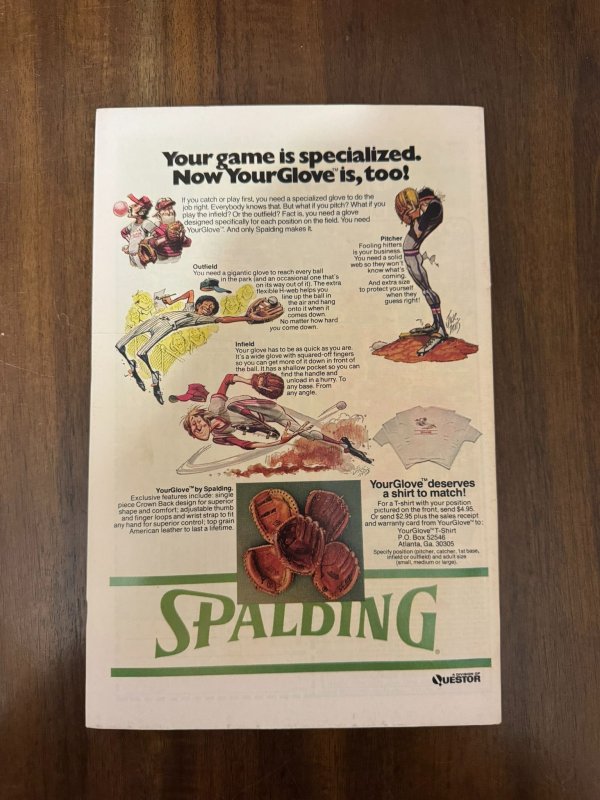 Your game is specialized.
Now YourGlove™ is, too!
If you catch or play first, you need a specialized glove to do the
job right. Everybody knows that. But what if you pitch? What if you
play the infield? Or the outfield? Fact is, you need a glove
designed specifically for each position on the field. You need
YourGlove™. And only Spalding makes it.
Pitcher
Fooling hitters
is your business.
You need a solid
web so they won't
know what's
coming.
And extra size
to protect yourself
when they
guess right!
Outfield
You need a gigantic glove to reach every ball
in the park (and an occasional one that's
on its way out of it). The extra
flexible H-web helps you
line up the ball in
the air and hang
onto it when it
comes down.
No matter how hard
you come down.
Infield
Your glove has to be as quick as you are.
It's a wide glove with squared-off fingers
so you can get more of it down in front of
the ball. It has a shallow pocket so you can
find the handle and
unload in a hurry. To
any base. From
any angle.
YourGlove™ by Spalding.
Exclusive features include: single
piece Crown Back design for superior
shape and comfort; adjustable thumb
and finger loops and wrist strap to fit
any hand for superior control; top grain
American leather to last a lifetime.
YourGlove™ deserves
a shirt to match!
For a T-shirt with your position
pictured on the front, send $4.95.
Or send $2.95 plus the sales receipt
and warranty card from YourGlove™ to:
YourGlove™ T-Shirt
P.O. Box 52546
Atlanta, Ga. 30305
Specify position (pitcher, catcher, 1st base,
infield or outfield) and adult size
(small, medium or large).
SPALDING®
A DIVISION OF
QUESTOR